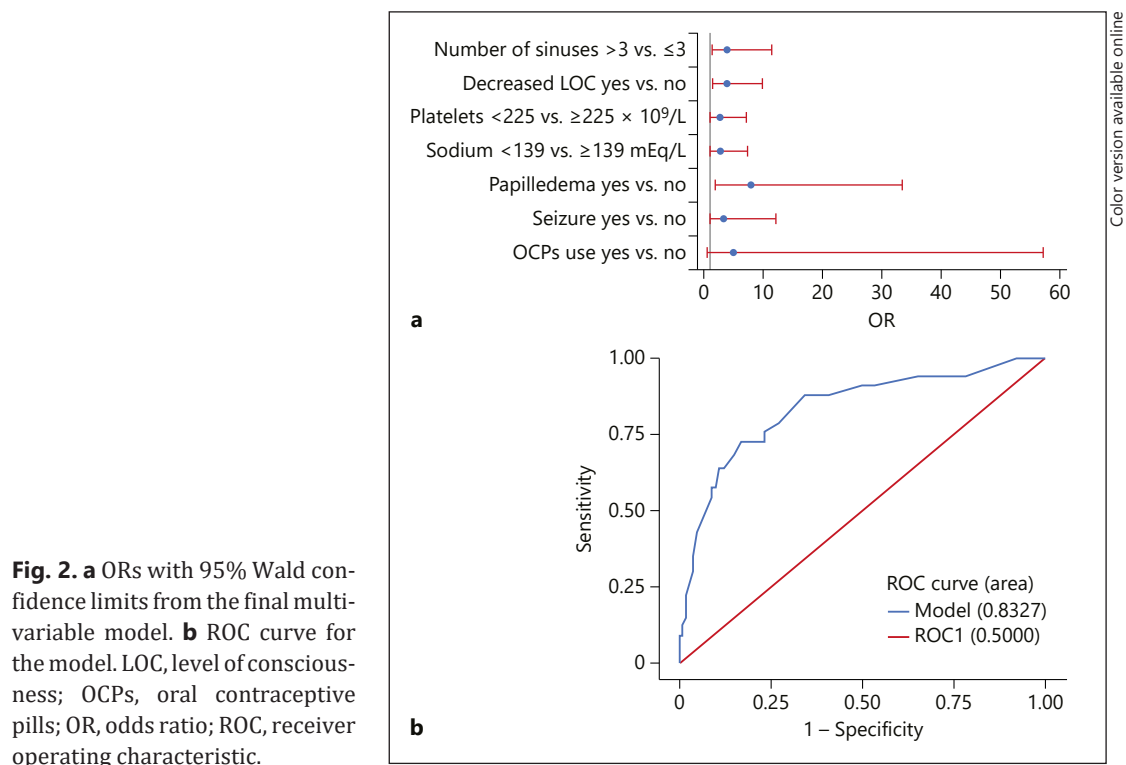 Number of sinuses >3 vs. ≤3
Decreased LOC yes vs. no
Platelets <225 vs. ≥225 × 10⁹/L
Sodium <139 vs. ≥139 mEq/L
Papilledema yes vs. no
Seizure yes vs. no
OCPs use yes vs. no
0 10 20 30 40 50 60
OR
a
Color version available online
1.00
0.75
0.50
0.25
0
Sensitivity
ROC curve (area)
Model (0.8327)
ROC1 (0.5000)
0 0.25 0.50 0.75 1.00
1 – Specificity
b
Fig. 2. a ORs with 95% Wald con-
fidence limits from the final multi-
variable model. b ROC curve for
the model. LOC, level of conscious-
ness; OCPs, oral contraceptive
pills; OR, odds ratio; ROC, receiver
operating characteristic.